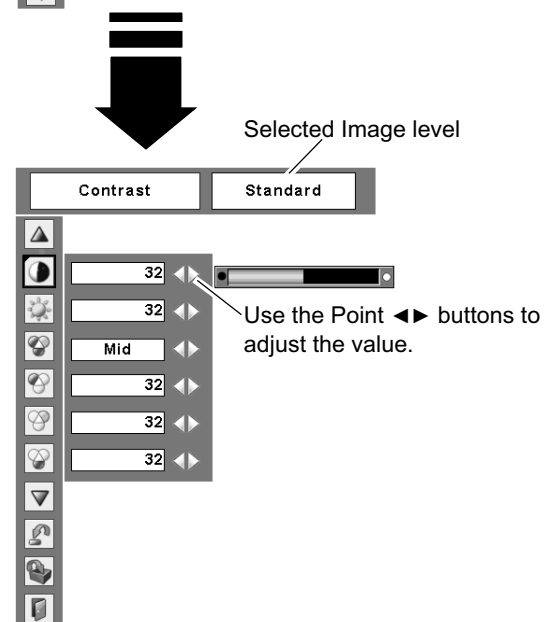 Selected Image level
Contrast Standard
32
32
Use the Point ◄► buttons to
adjust the value.
Mid
32
32
32